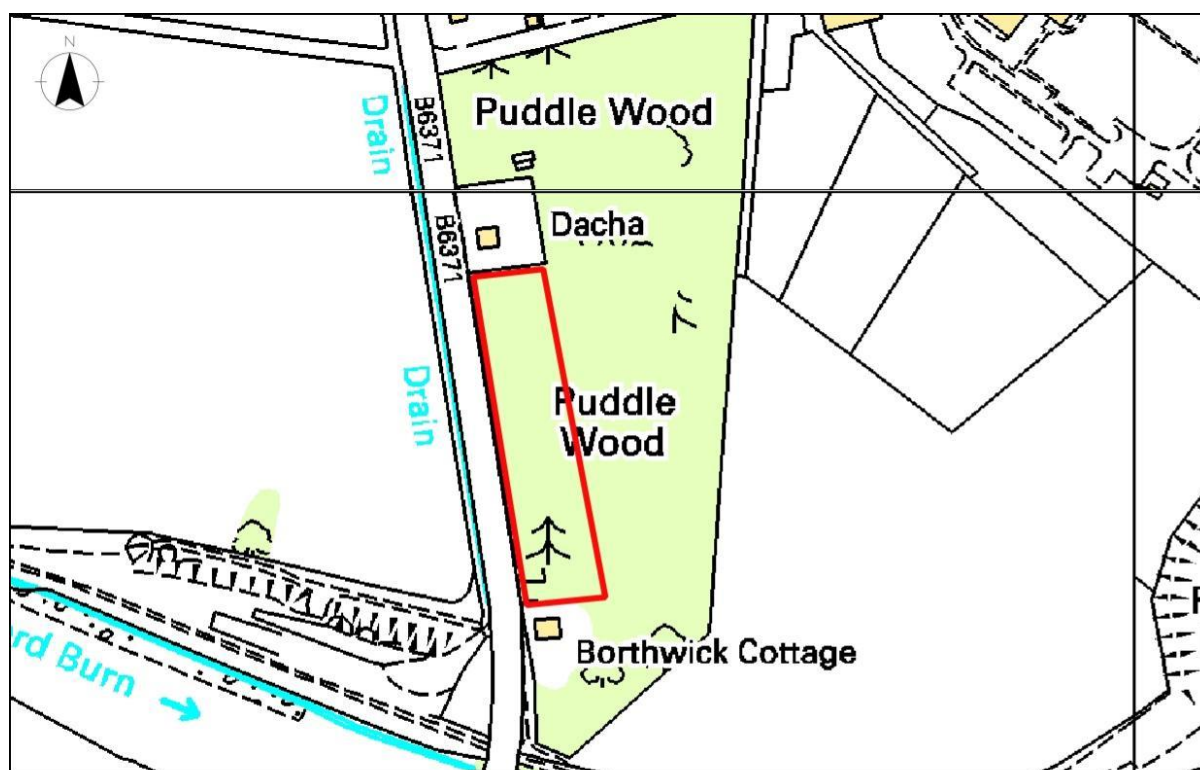 N
Drain
B6371
Puddle Wood
B6371
Dacha
Drain
Puddle
Wood
Borthwick Cottage
rd Burn